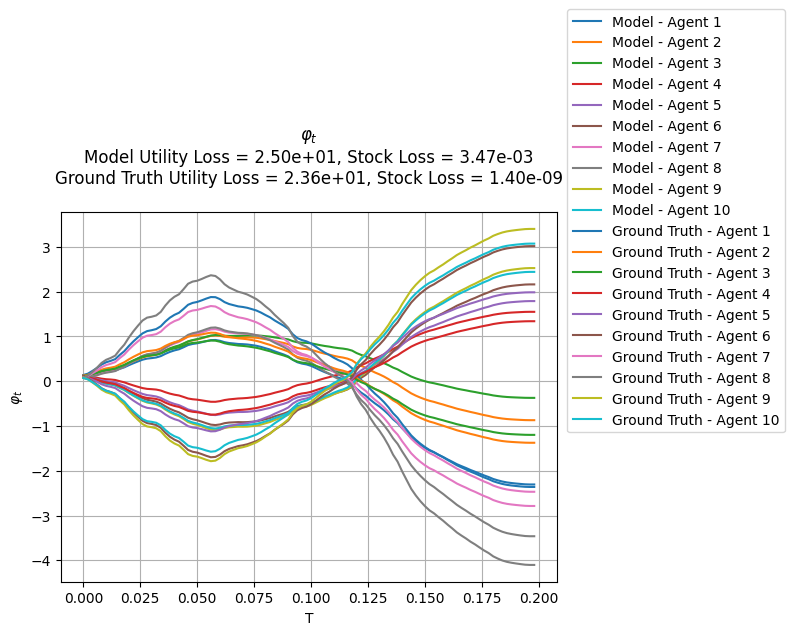 φt
Model Utility Loss = 2.50e+01, Stock Loss = 3.47e-03
Ground Truth Utility Loss = 2.36e+01, Stock Loss = 1.40e-09
φt
3
2
1
0
−1
−2
−3
−4
0.000 0.025 0.050 0.075 0.100 0.125 0.150 0.175 0.200
T
Model - Agent 1
Model - Agent 2
Model - Agent 3
Model - Agent 4
Model - Agent 5
Model - Agent 6
Model - Agent 7
Model - Agent 8
Model - Agent 9
Model - Agent 10
Ground Truth - Agent 1
Ground Truth - Agent 2
Ground Truth - Agent 3
Ground Truth - Agent 4
Ground Truth - Agent 5
Ground Truth - Agent 6
Ground Truth - Agent 7
Ground Truth - Agent 8
Ground Truth - Agent 9
Ground Truth - Agent 10